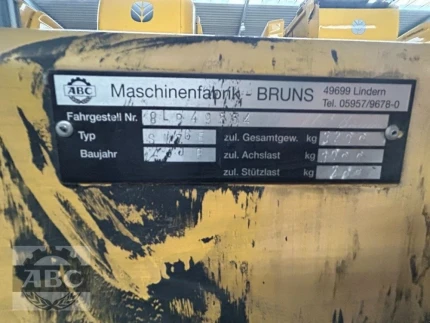 ABC
Maschinenfabrik - BRUNS
49699 Lindern
Tel. 05957/9678-0
Fahrgestell Nr.
Typ
zul. Gesamtgew. kg
Baujahr
zul. Achslast kg
zul. Stützlast kg
ABC